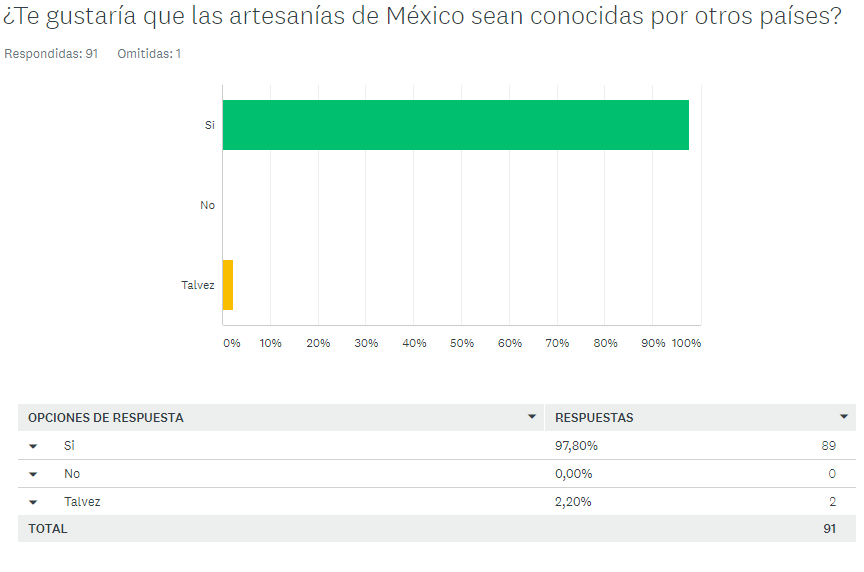 ¿Te gustaría que las artesanías de México sean conocidas por otros países?
Respondidas: 91 Omitidas: 1
Si
No
Talvez
0% 10% 20% 30% 40% 50% 60% 70% 80% 90% 100%
OPCIONES DE RESPUESTA RESPUESTAS
Si 97,80% 89
No 0,00% 0
Talvez 2,20% 2
TOTAL 91